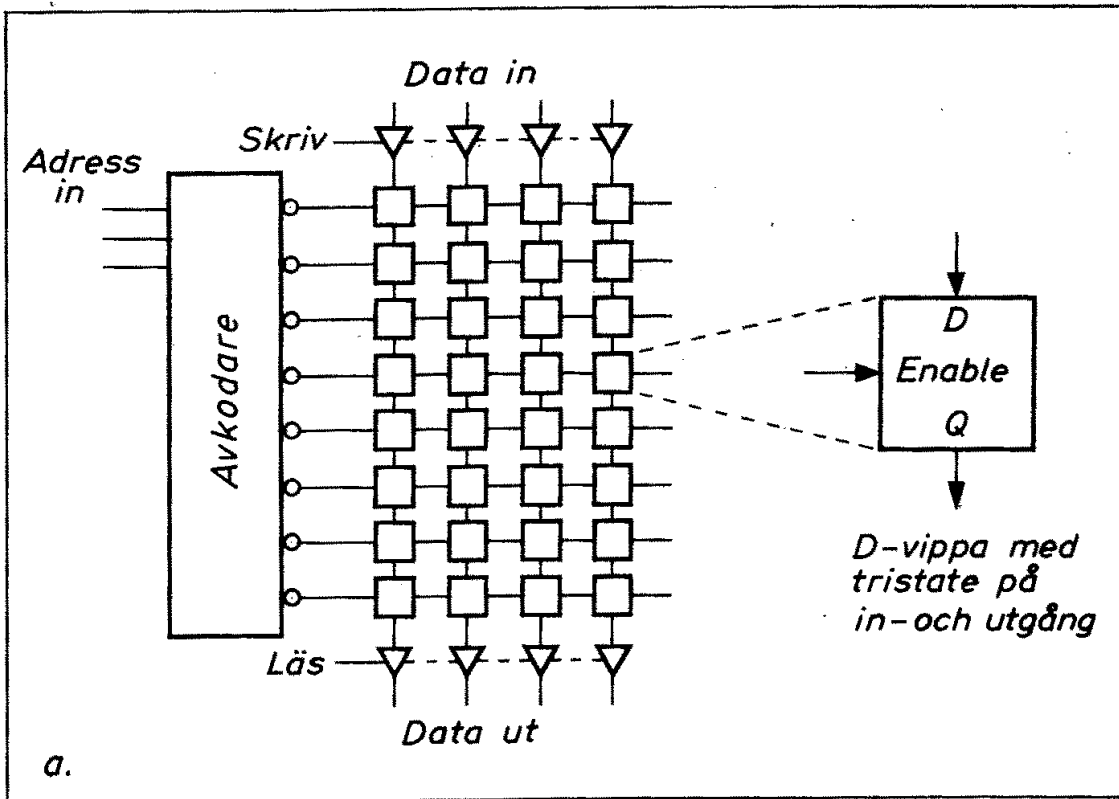 Data in
Skriv
Adress
in
Avkodare
D
Enable
Q
D-vippa med
tristate på
in-och utgång
Läs
Data ut
a.